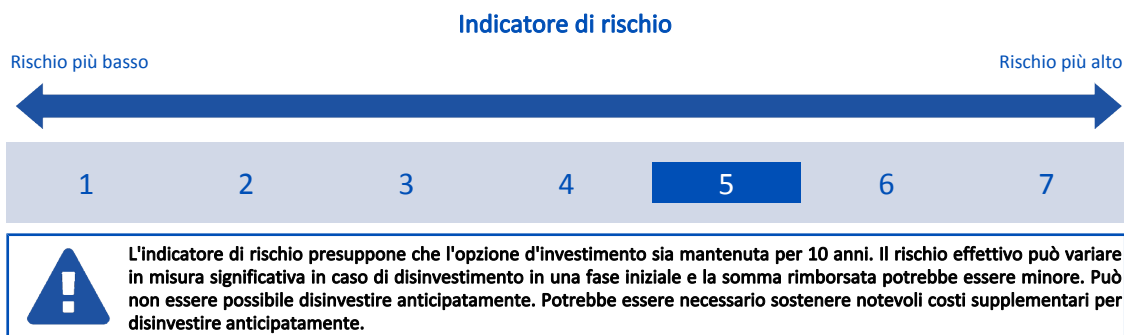 Indicatore di rischio
Rischio più basso
Rischio più alto
1 2 3 4 5 6 7
L'indicatore di rischio presuppone che l'opzione d'investimento sia mantenuta per 10 anni. Il rischio effettivo può variare
in misura significativa in caso di disinvestimento in una fase iniziale e la somma rimborsata potrebbe essere minore. Può
non essere possibile disinvestire anticipatamente. Potrebbe essere necessario sostenere notevoli costi supplementari per
disinvestire anticipatamente.